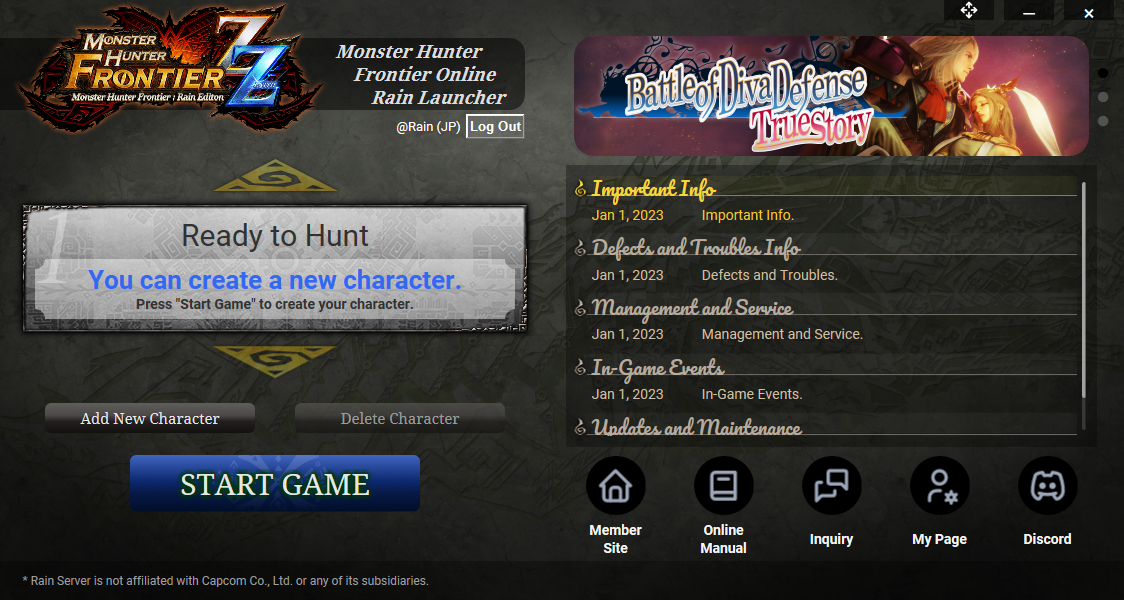 Monster
Hunter
Frontier Z
Z
Monster Hunter Frontier : Rain Editon
Monster Hunter
Frontier Online
Rain Launcher
@Rain (JP) Log Out
Battle of Diva Defense
True Story
1
Ready to Hunt
You can create a new character.
Press "Start Game" to create your character.
Add New Character
Delete Character
START GAME
Important Info
Jan 1, 2023 Important Info.
Defects and Troubles Info
Jan 1, 2023 Defects and Troubles.
Management and Service
Jan 1, 2023 Management and Service.
In-Game Events
Jan 1, 2023 In-Game Events.
Updates and Maintenance
Member
Site
Online
Manual
Inquiry
My Page
Discord
* Rain Server is not affiliated with Capcom Co., Ltd. or any of its subsidiaries.